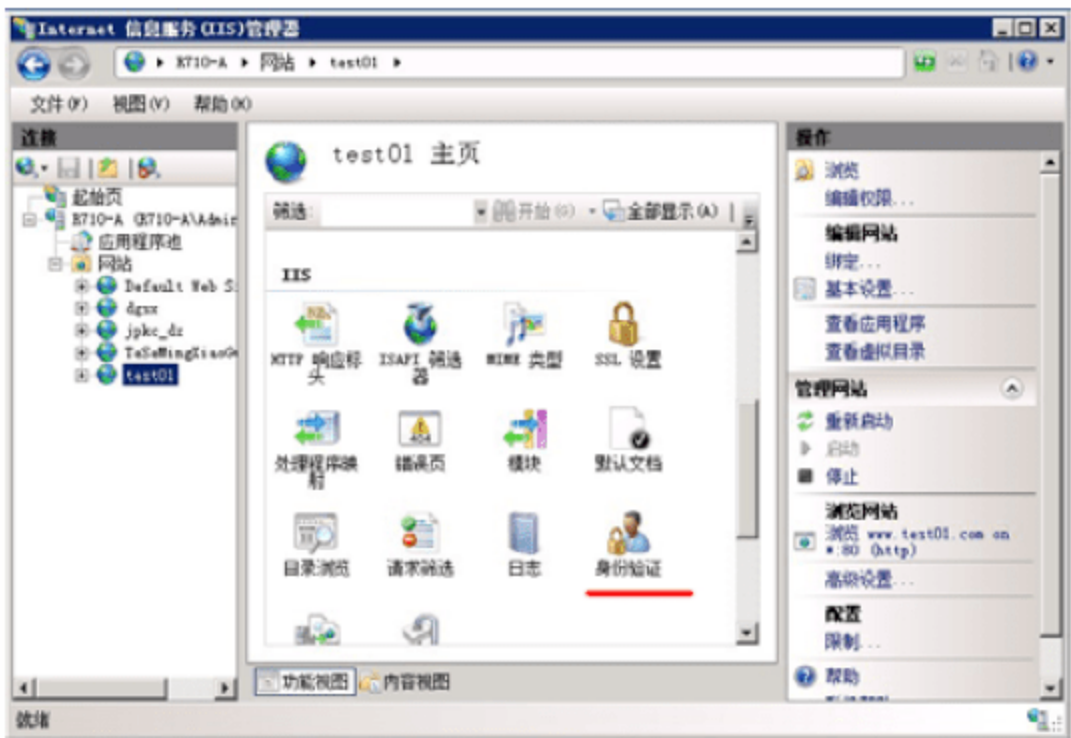 Internet 信息服务(IIS)管理器
R710-A 网站 test01
文件(F) 视图(V) 帮助(H)
连接
起始页
R710-A (R710-A\Admir
应用程序池
网站
Default Web S
dgxx
jpkc_dz
TeSeMingXiaoGe
test01
test01 主页
筛选: 开始(G) 全部显示(A)
IIS
HTTP 响应标头
ISAPI 筛选器
MIME 类型
SSL 设置
处理程序映射
错误页
404
模块
默认文档
目录浏览
请求筛选
日志
身份验证
功能视图 内容视图
操作
浏览
编辑权限...
编辑网站
绑定...
基本设置...
查看应用程序
查看虚拟目录
管理网站
重新启动
启动
停止
浏览网站
浏览 www.test01.com on
*:80 (http)
高级设置...
配置
限制...
帮助
就绪